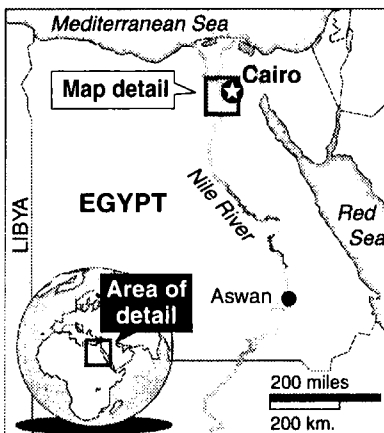 Mediterranean Sea
Cairo
Map detail
EGYPT
LIBYA
Nile River
Red
Sea
Aswan
Area of
detail
200 miles
200 km.